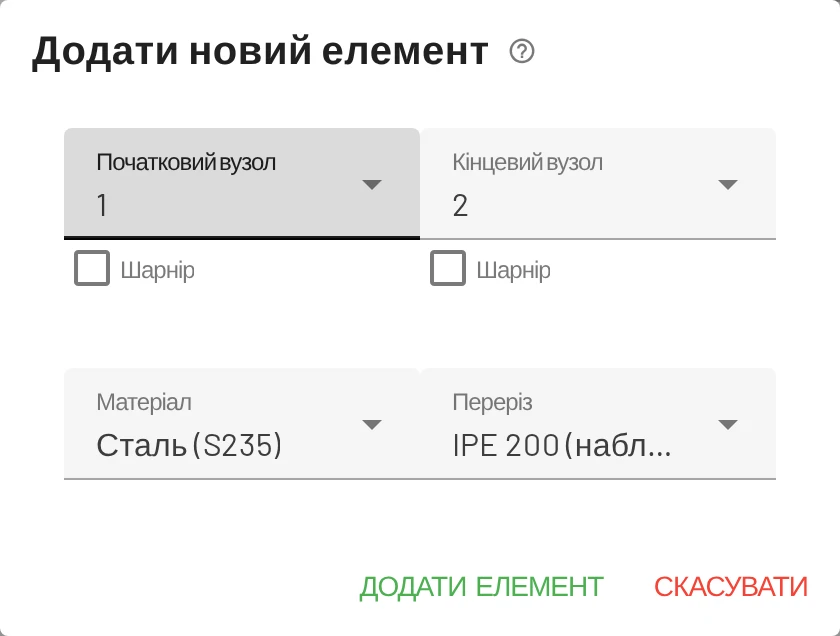 Додати новий елемент
Початковий вузол
Кінцевий вузол
1
2
Шарнір
Шарнір
Матеріал
Переріз
Сталь (S235)
IPE 200 (набл...
ДОДАТИ ЕЛЕМЕНТ
СКАСУВАТИ